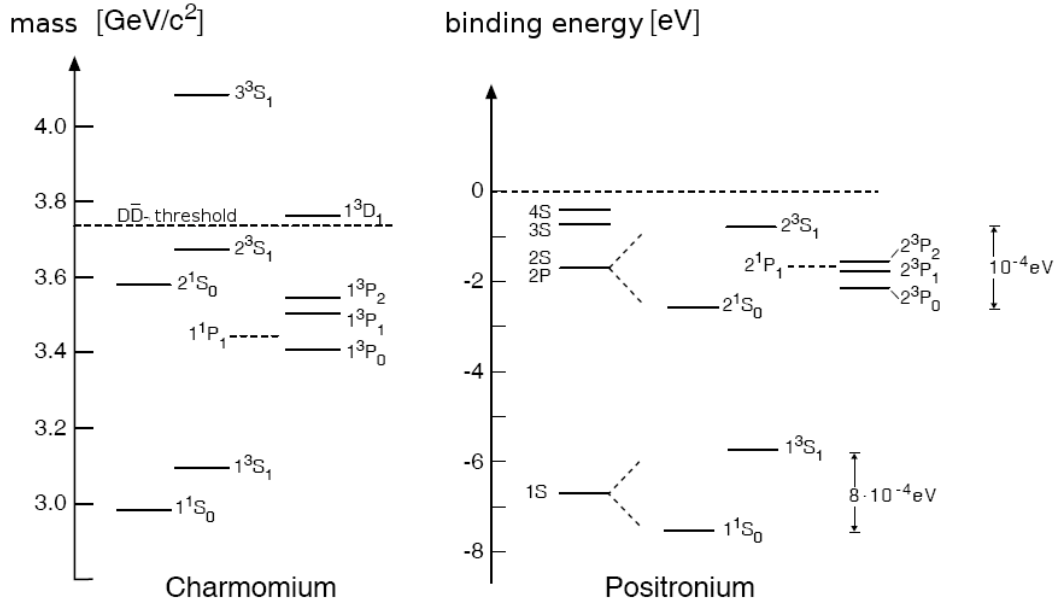 mass [GeV/c²]
4.0
3.8
3.6
3.4
3.2
3.0
3³S₁
DD̄- threshold
1³D₁
2³S₁
2¹S₀
1³P₂
1³P₁
1¹P₁
1³P₀
1³S₁
1¹S₀
Charmomium
binding energy [eV]
0
-2
-4
-6
-8
4S
3S
2S
2P
2³S₁
2¹P₁
2³P₂
2³P₁
2³P₀
2¹S₀
10⁻⁴eV
1S
1³S₁
1¹S₀
8·10⁻⁴eV
Positronium